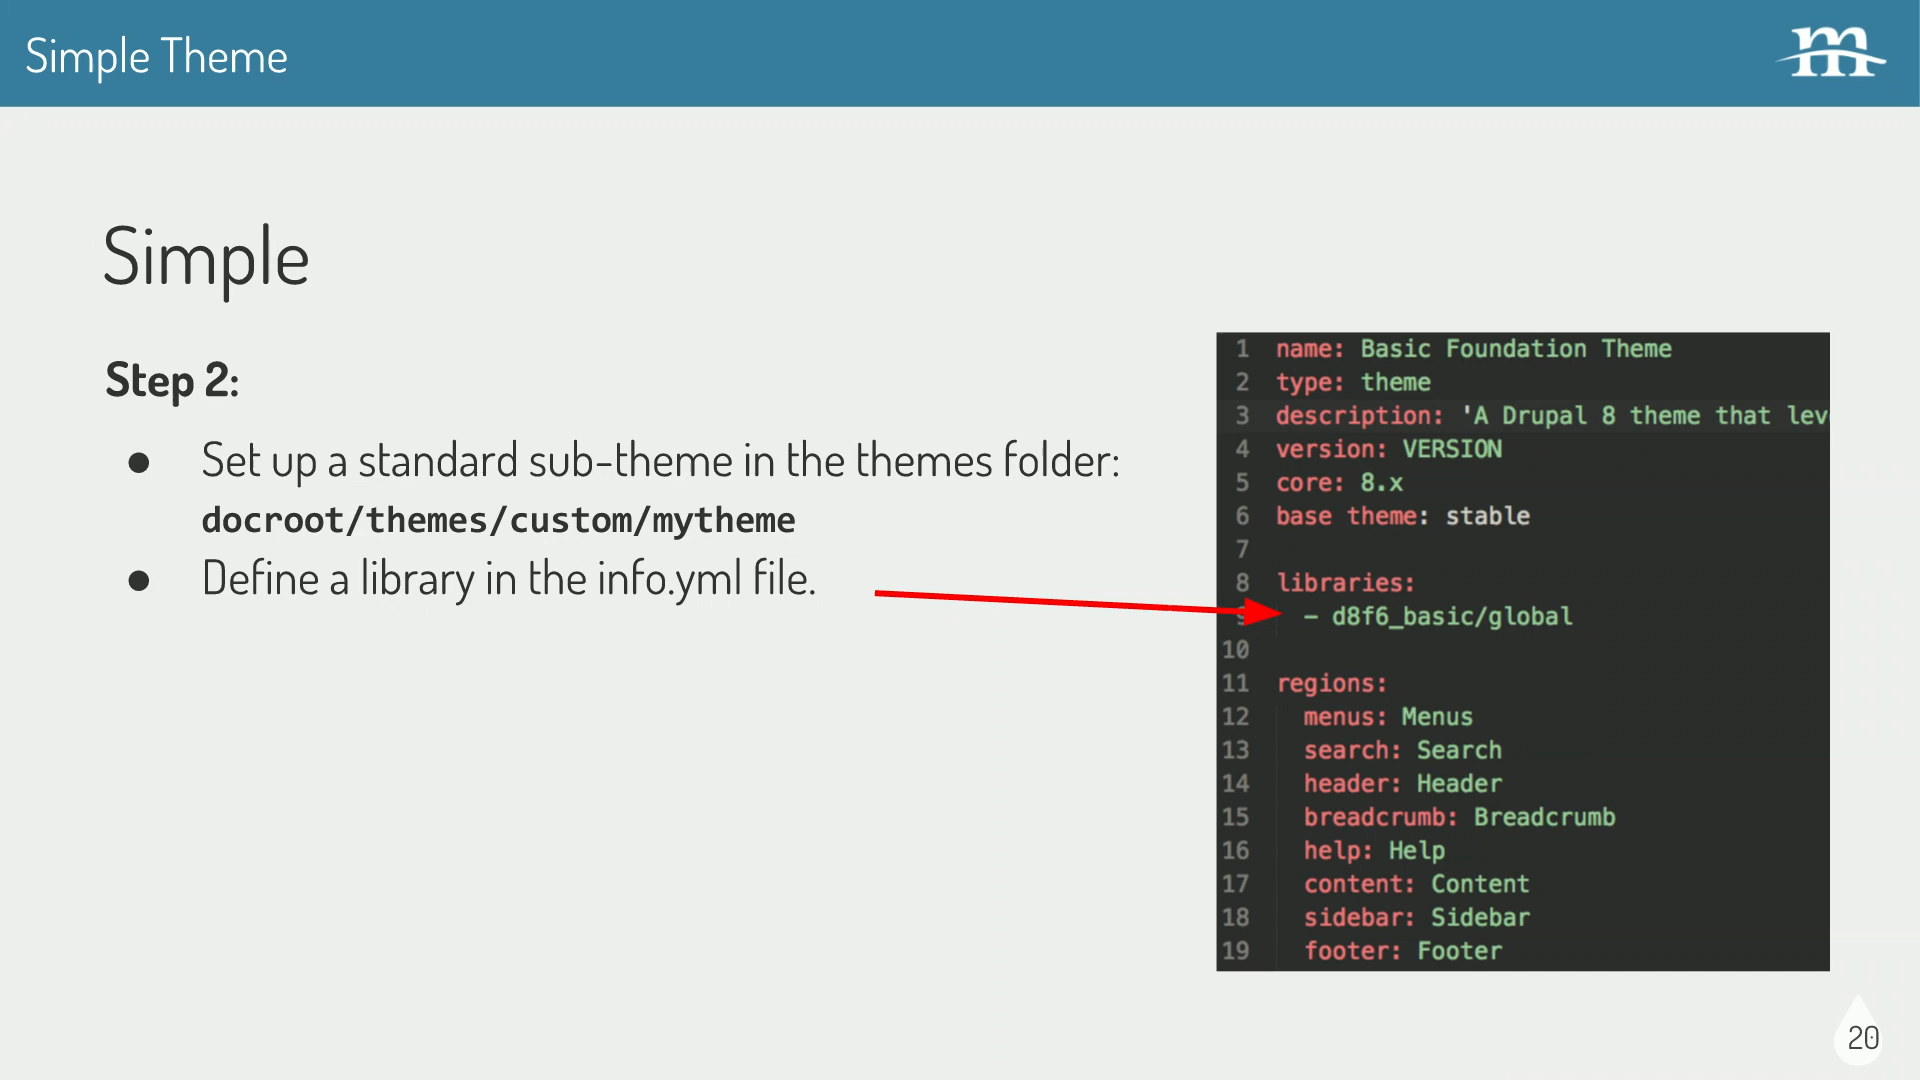 Simple Theme
m
Simple
Step 2:
● Set up a standard sub-theme in the themes folder:
docroot/themes/custom/mytheme
● Define a library in the info.yml file.
1 name: Basic Foundation Theme
2 type: theme
3 description: 'A Drupal 8 theme that lev
4 version: VERSION
5 core: 8.x
6 base theme: stable
7
8 libraries:
9 - d8f6_basic/global
10
11 regions:
12 menus: Menus
13 search: Search
14 header: Header
15 breadcrumb: Breadcrumb
16 help: Help
17 content: Content
18 sidebar: Sidebar
19 footer: Footer
20